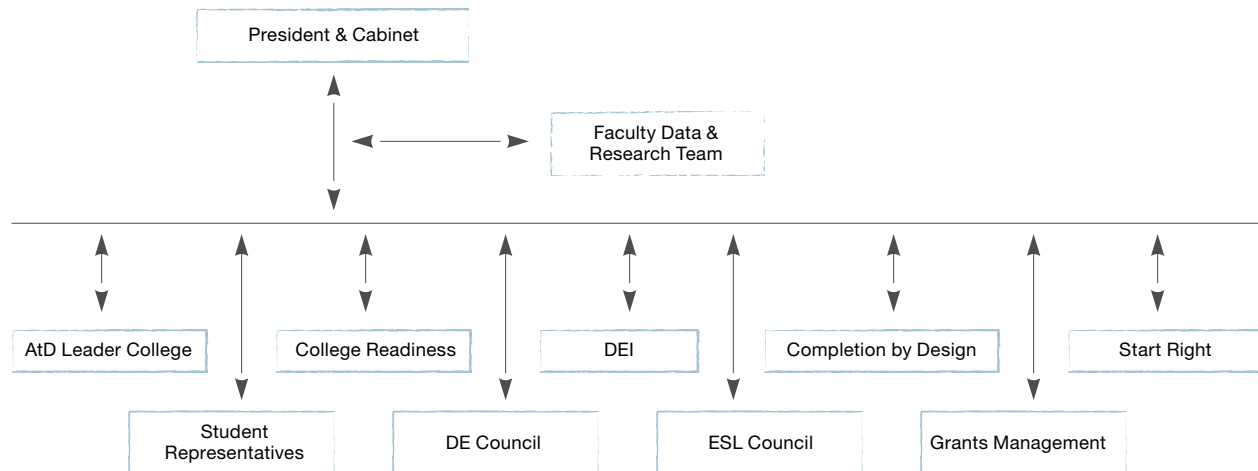 President & Cabinet
Faculty Data &
Research Team
AtD Leader College
College Readiness
DEI
Completion by Design
Start Right
Student
Representatives
DE Council
ESL Council
Grants Management